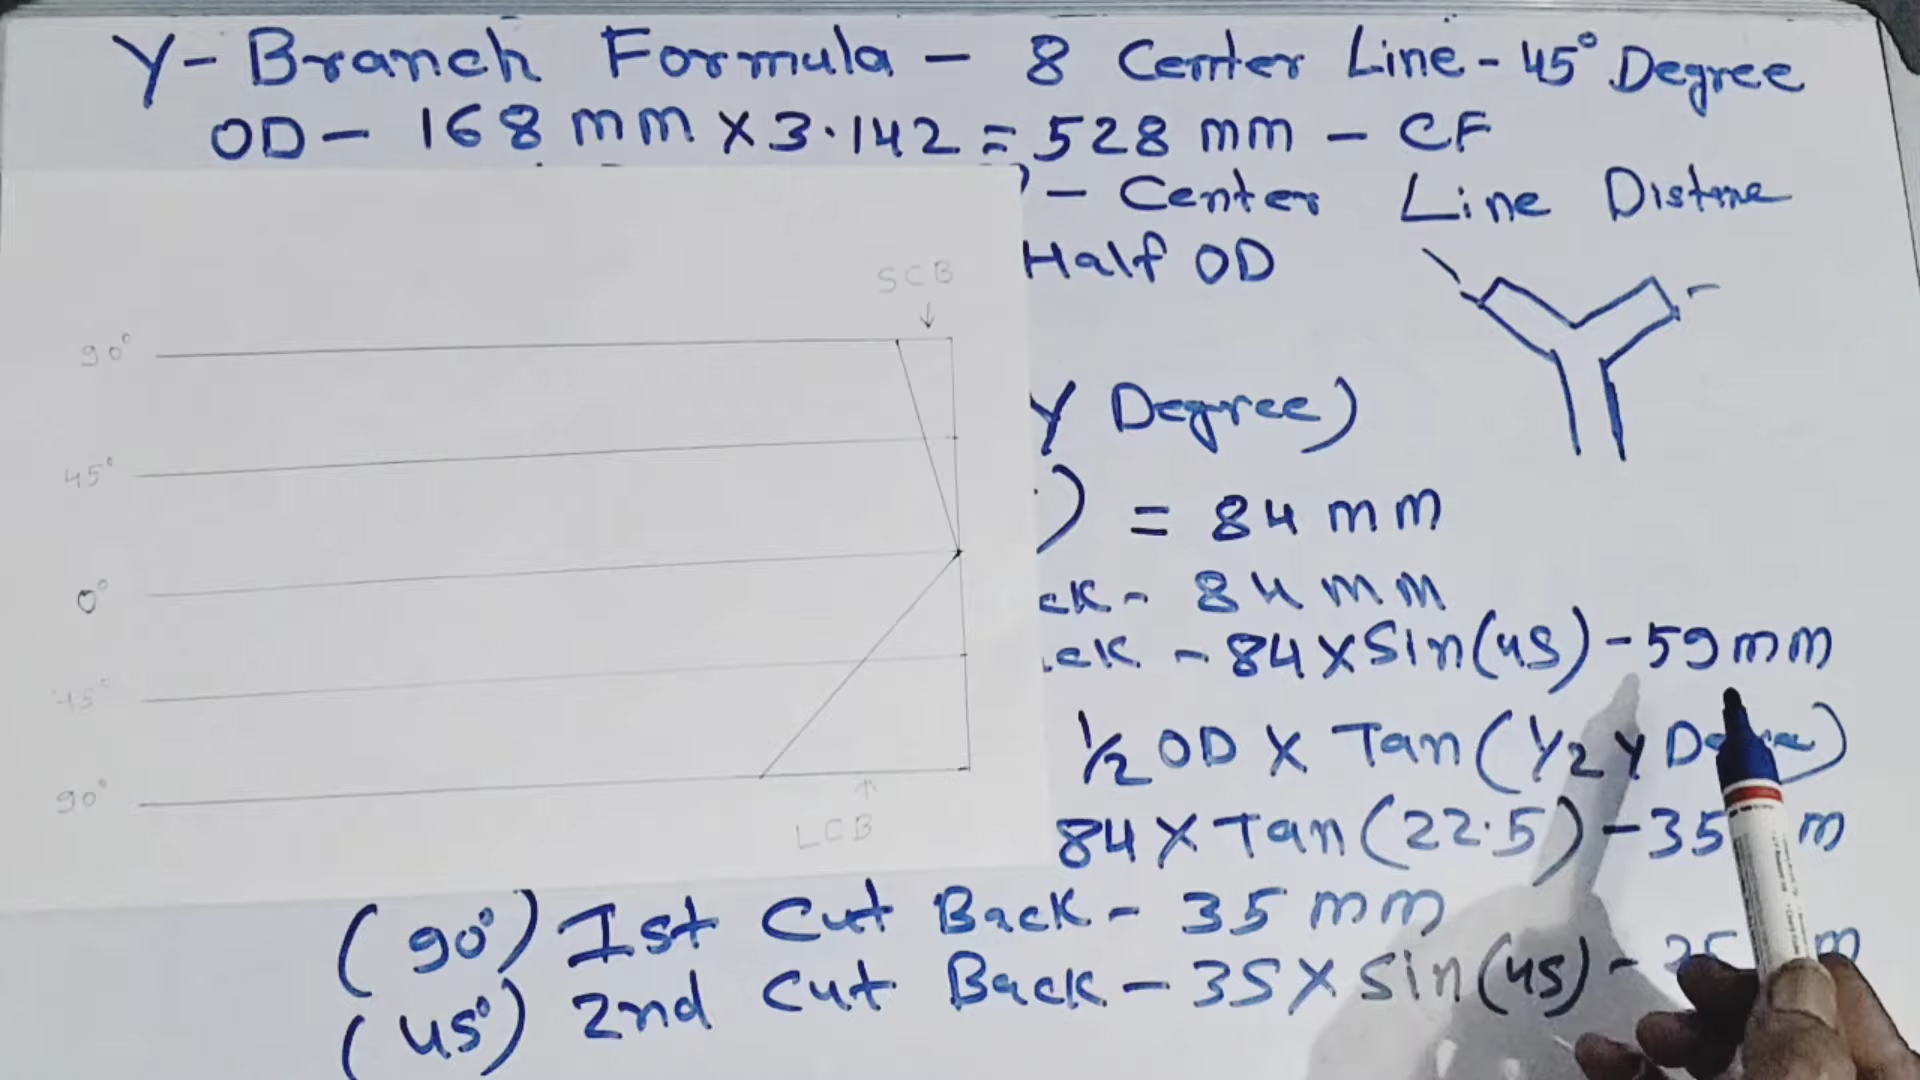 Y-Branch Formula - 8 Center Line - 45° Degree
OD - 168 mm X 3.142 = 528 mm - CF
- Center Line Distme
Half OD
SCB
90°
Y Degree)
45°
) = 84 mm
0°
ck - 84 mm
ck - 84 X Sin (45) - 59 mm
45°
1/2 OD X Tan (1/2 Y
90°
LCB
84 X Tan (22.5) - 35 m
(90°) Ist Cut Back - 35 mm
(45°) 2nd Cut Back - 35 X Sin (45) - m